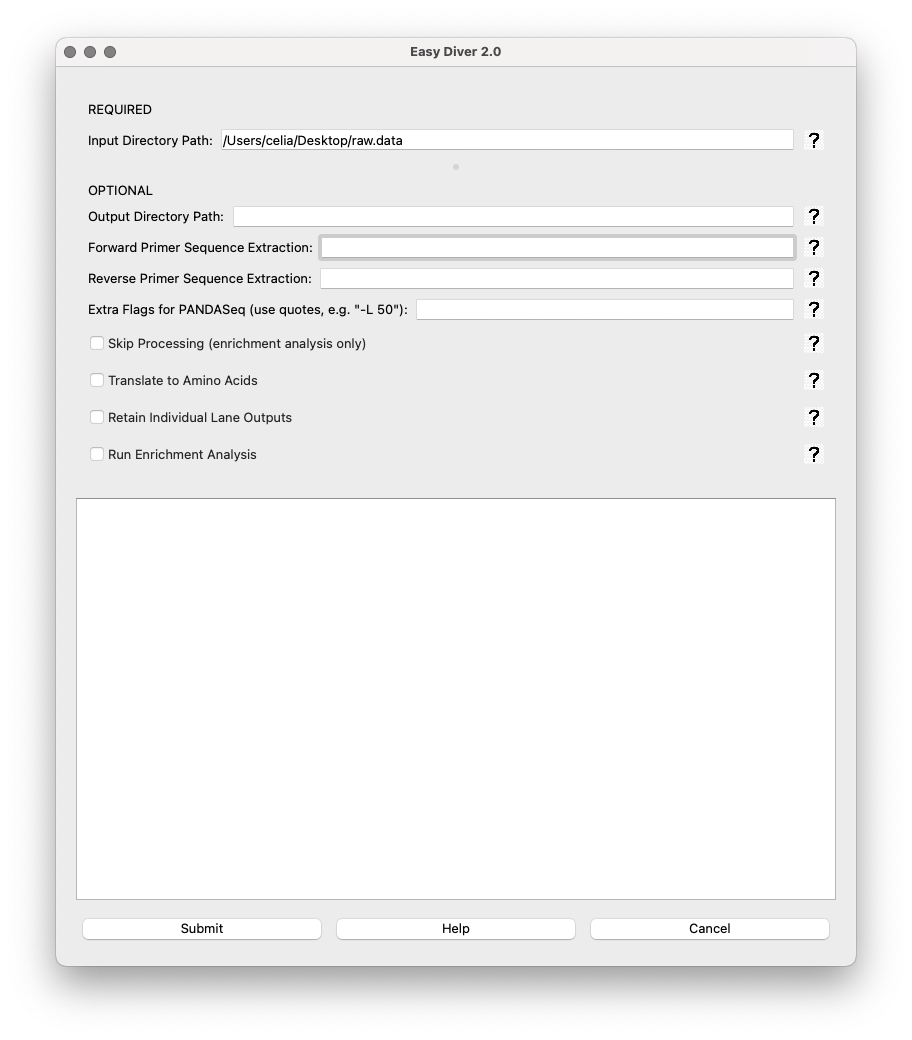 Easy Diver 2.0
REQUIRED
Input Directory Path: /Users/celia/Desktop/raw.data ?
OPTIONAL
Output Directory Path: ?
Forward Primer Sequence Extraction: ?
Reverse Primer Sequence Extraction: ?
Extra Flags for PANDASeq (use quotes, e.g. "-L 50"): ?
Skip Processing (enrichment analysis only) ?
Translate to Amino Acids ?
Retain Individual Lane Outputs ?
Run Enrichment Analysis ?
Submit Help Cancel